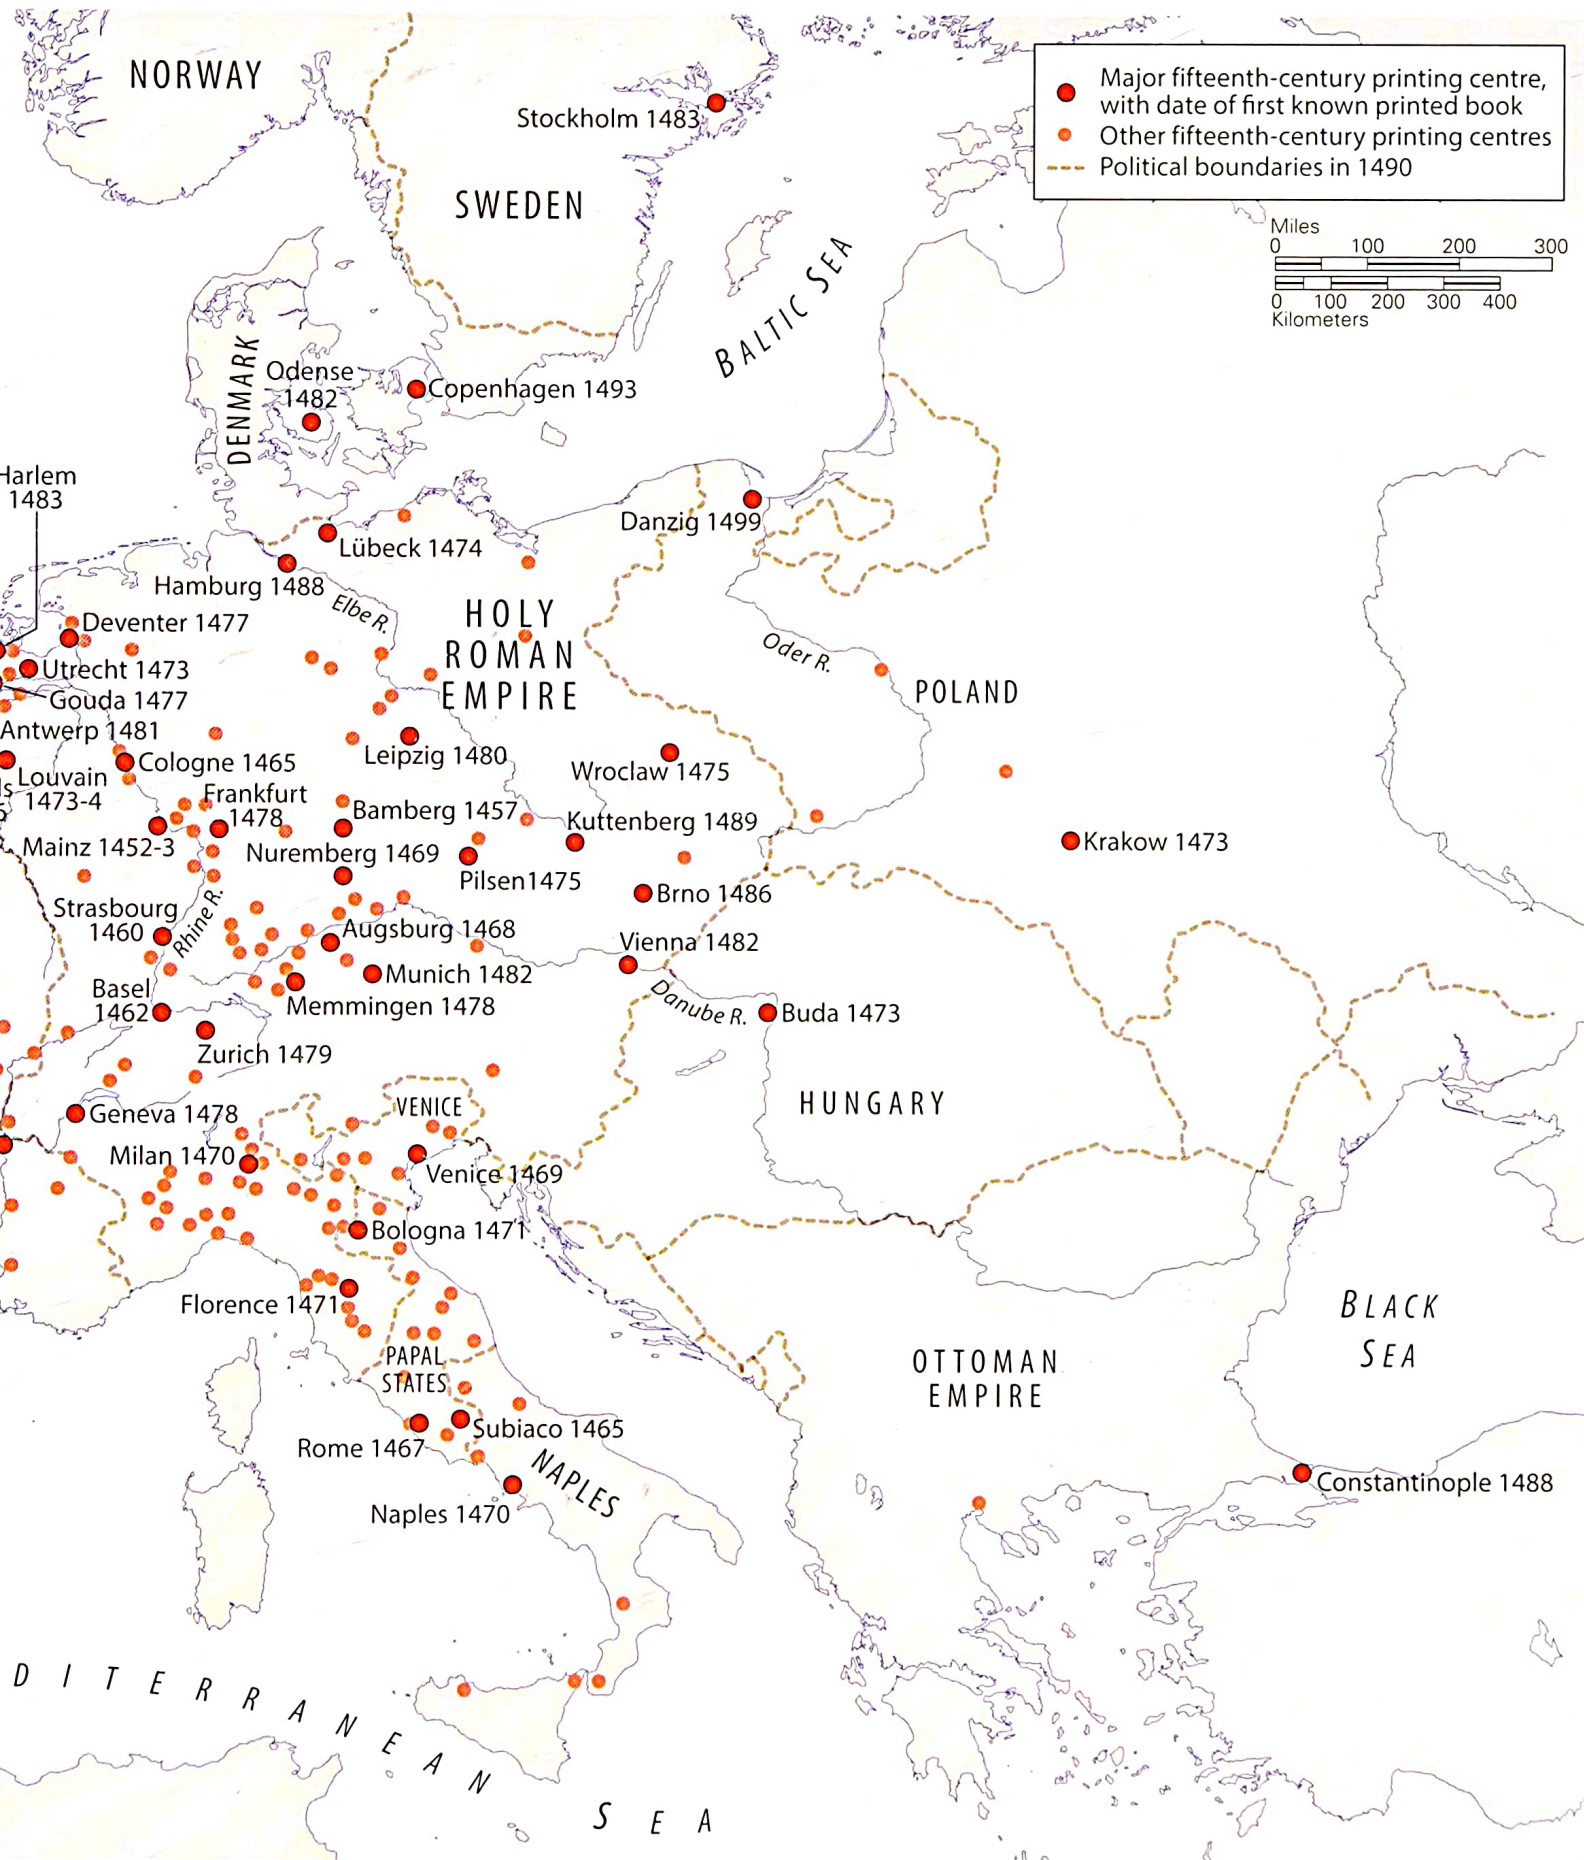 NORWAY
Stockholm 1483
SWEDEN
Major fifteenth-century printing centre,
with date of first known printed book
Other fifteenth-century printing centres
Political boundaries in 1490
Miles
0 100 200 300
0 100 200 300 400
Kilometers
BALTIC SEA
DENMARK
Odense
1482
Copenhagen 1493
Harlem
1483
Danzig 1499
Lübeck 1474
Hamburg 1488
Elbe R.
HOLY
ROMAN
EMPIRE
Deventer 1477
Utrecht 1473
Gouda 1477
Antwerp 1481
Oder R.
POLAND
Leipzig 1480
Wroclaw 1475
Cologne 1465
ls
Louvain
1473-4
Frankfurt
1478
Bamberg 1457
Kuttenberg 1489
Mainz 1452-3
Nuremberg 1469
Pilsen1475
Krakow 1473
Brno 1486
Strasbourg
1460
Rhine R.
Augsburg 1468
Vienna 1482
Munich 1482
Basel
1462
Memmingen 1478
Danube R.
Buda 1473
Zurich 1479
HUNGARY
Geneva 1478
VENICE
Milan 1470
Venice 1469
Bologna 1471
Florence 1471
PAPAL
STATES
BLACK
SEA
OTTOMAN
EMPIRE
Subiaco 1465
Rome 1467
NAPLES
Naples 1470
Constantinople 1488
DITERRANEAN
SEA